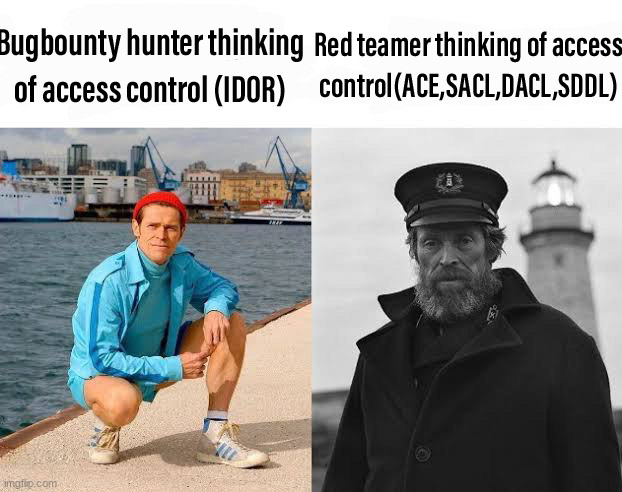 Bugbounty hunter thinking
of access control (IDOR)
Red teamer thinking of access
control(ACE,SACL,DACL,SDDL)
imgflip.com